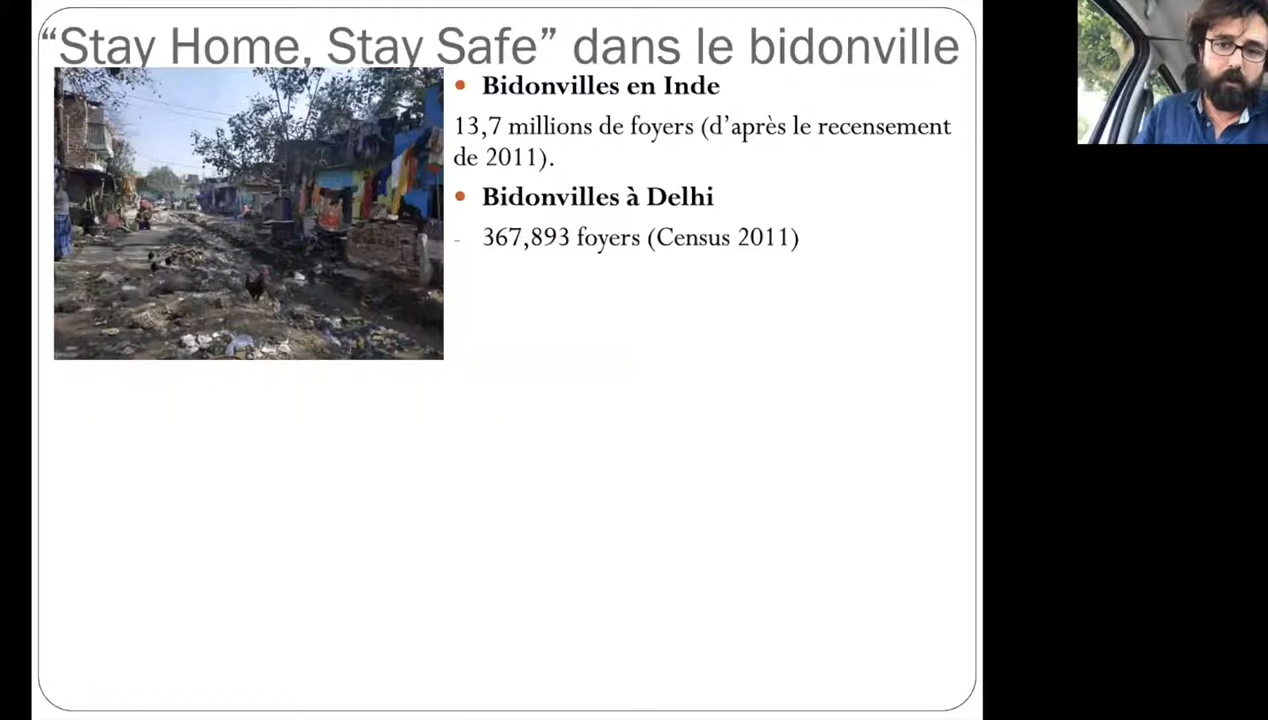 “Stay Home, Stay Safe” dans le bidonville
• Bidonvilles en Inde
13,7 millions de foyers (d’après le recensement
de 2011).
• Bidonvilles à Delhi
- 367,893 foyers (Census 2011)